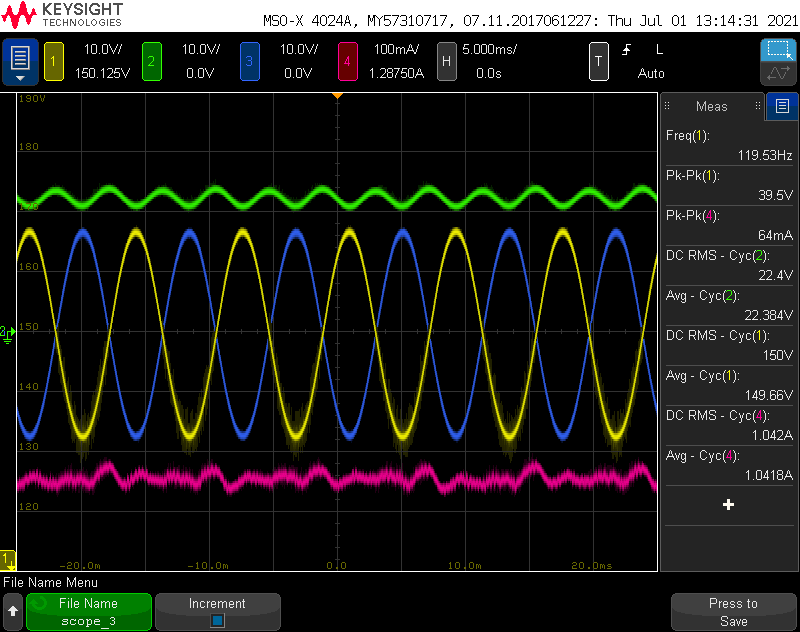 KEYSIGHT
TECHNOLOGIES
MSO-X 4024A, MY57310717, 07.11.2017061227: Thu Jul 01 13:14:31 2021
1 10.0V/ 2 10.0V/ 3 10.0V/ 4 100mA/ H 5.000ms/ T L
150.125V 0.0V 0.0V 1.28750A 0.0s Auto
190V
180
170
160
150
140
130
120
2
1
-20.0m -10.0m 0.0 10.0m 20.0ms
Meas
Freq(1):
119.53Hz
Pk-Pk(1):
39.5V
Pk-Pk(4):
64mA
DC RMS - Cyc(2):
22.4V
Avg - Cyc(2):
22.384V
DC RMS - Cyc(1):
150V
Avg - Cyc(1):
149.66V
DC RMS - Cyc(4):
1.042A
Avg - Cyc(4):
1.0418A
File Name Menu
File Name
scope_3
Increment
Press to
Save